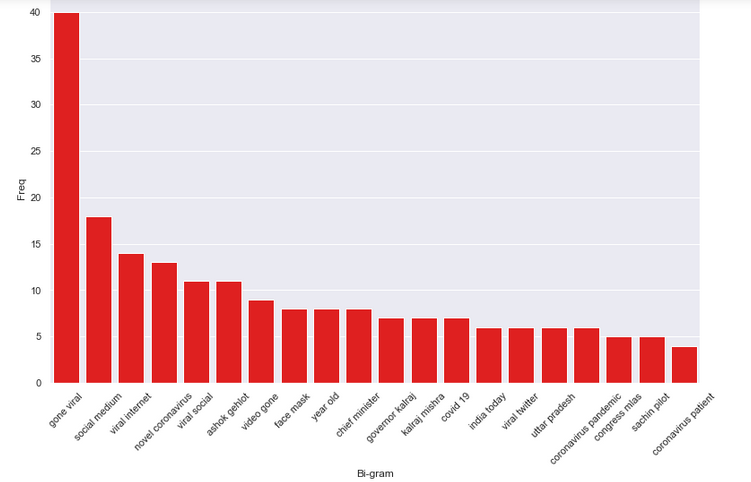 40
35
30
25
20
15
10
5
0
Freq
gone viral
social medium
viral internet
novel coronavirus
viral social
ashok gehlot
video gone
face mask
year old
chief minister
governor kalraj
kalraj mishra
covid 19
india today
viral twitter
uttar pradesh
coronavirus pandemic
congress mlas
sachin pilot
coronavirus patient
Bi-gram